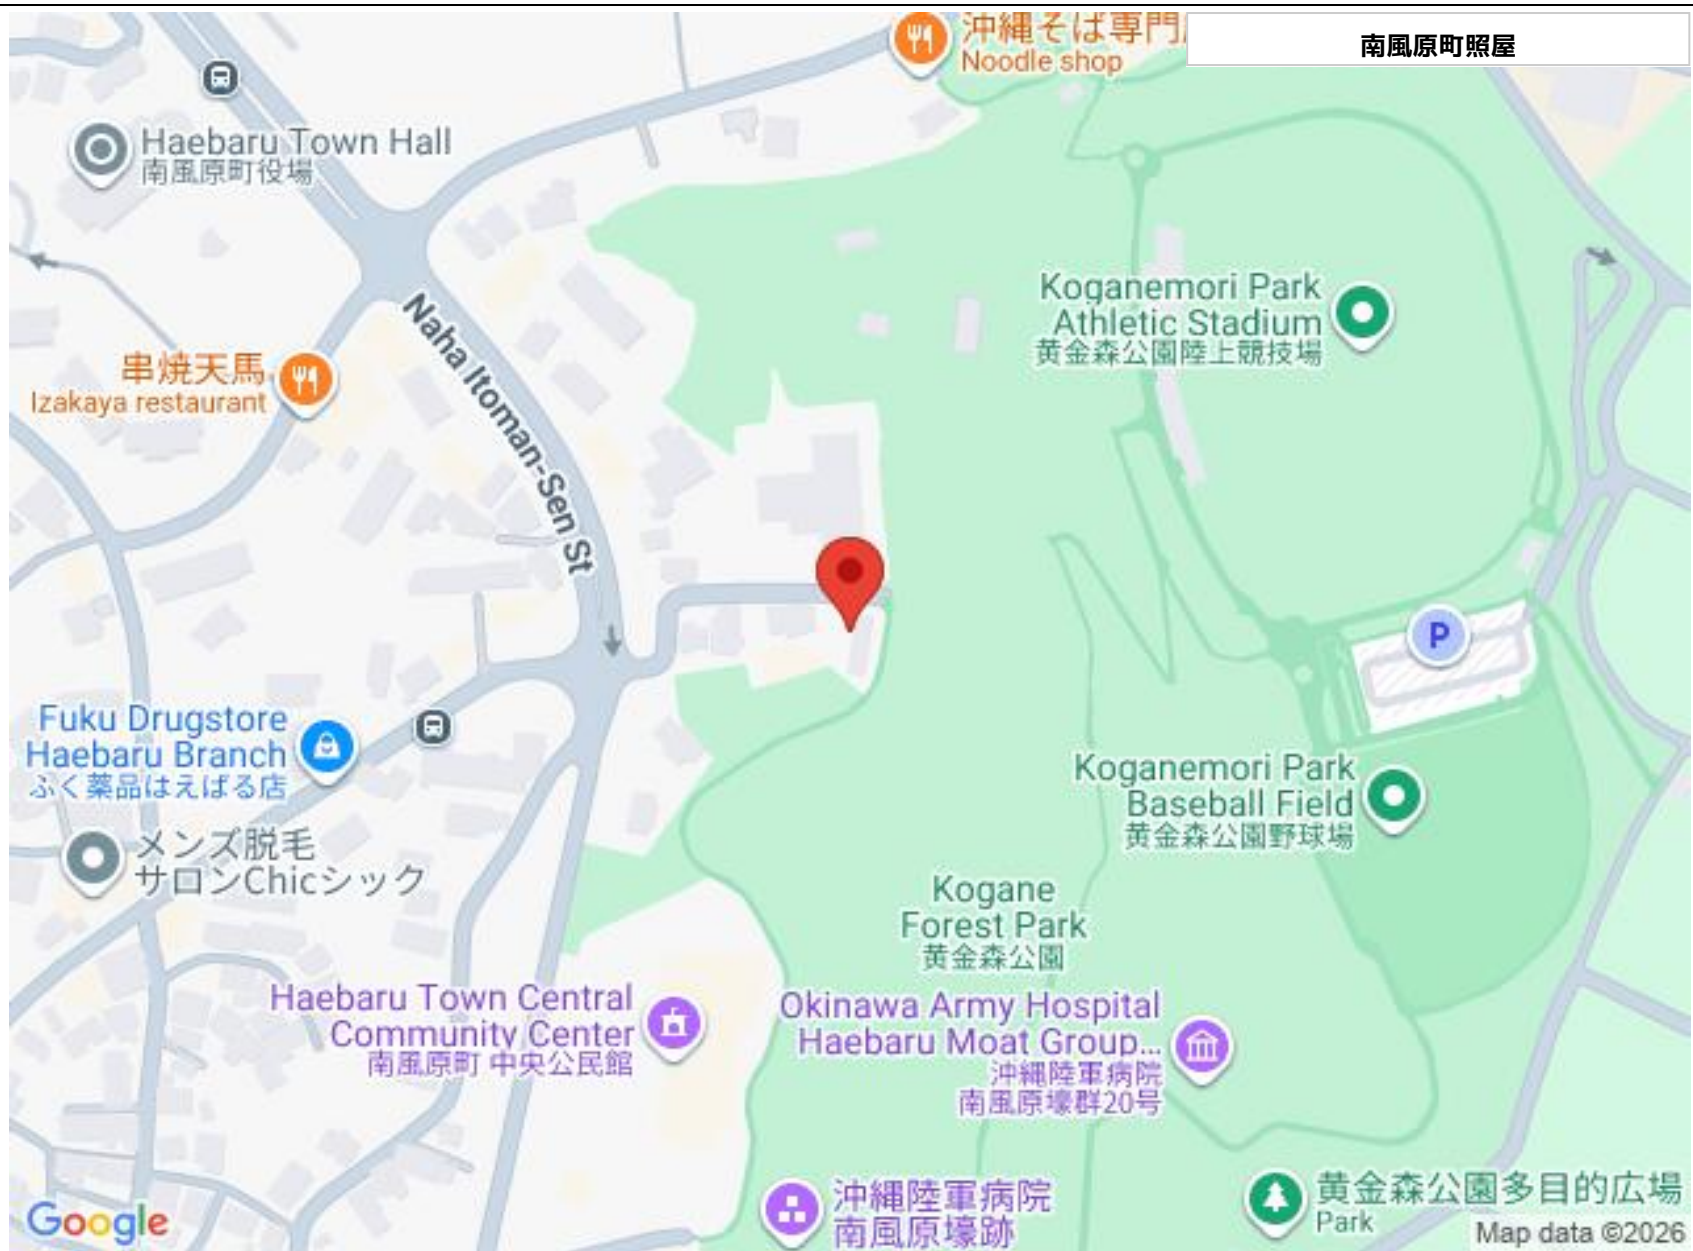 沖縄そば専門
Noodle shop
南風原町照屋
Haebaru Town Hall
南風原町役場
Koganemori Park
Athletic Stadium
黄金森公園陸上競技場
Naha Itoman-Sen St
串焼天馬
Izakaya restaurant
P
Fuku Drugstore
Haebaru Branch
ふく薬品はえばる店
Koganemori Park
Baseball Field
黄金森公園野球場
メンズ脱毛
サロンChicシック
Kogane
Forest Park
黄金森公園
Haebaru Town Central
Community Center
南風原町 中央公民館
Okinawa Army Hospital
Haebaru Moat Group...
沖縄陸軍病院
南風原壕群20号
沖縄陸軍病院
南風原壕跡
黄金森公園多目的広場
Park
Google
Map data ©2026